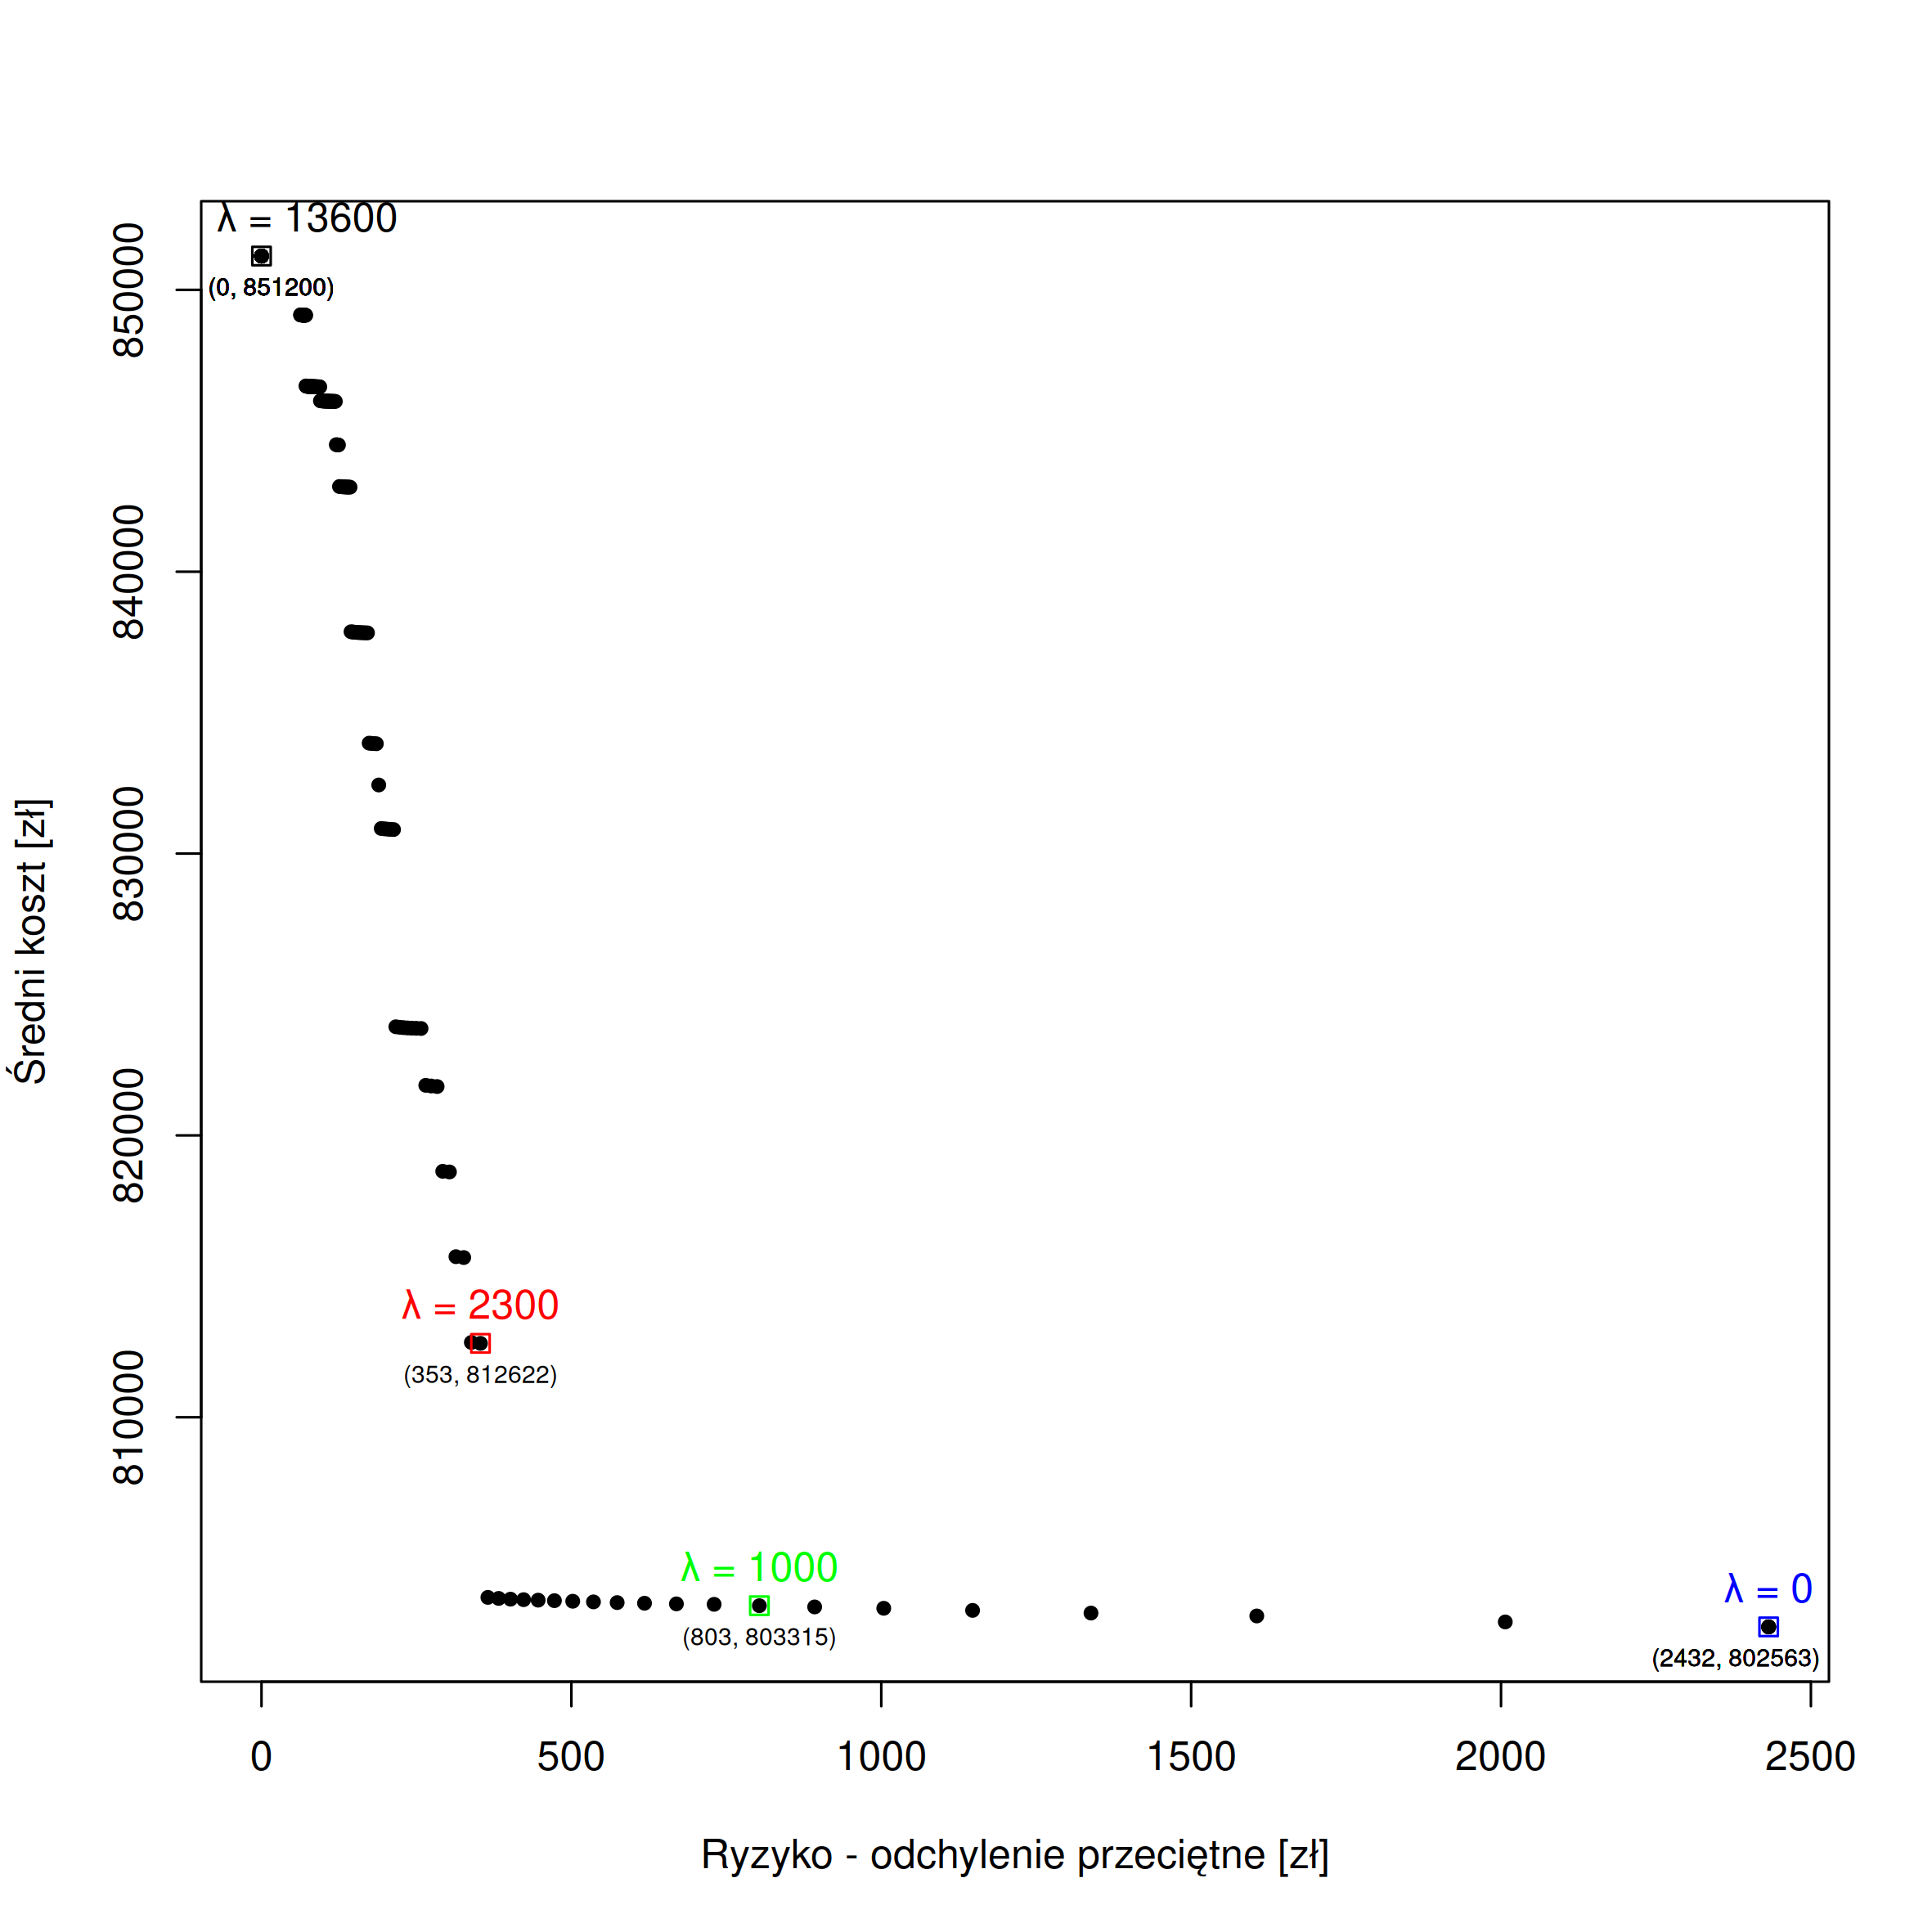 λ = 13600
(0, 851200)
850000
840000
830000
820000
810000
Średni koszt [zł]
λ = 2300
(353, 812622)
λ = 1000
(803, 803315)
λ = 0
(2432, 802563)
0 500 1000 1500 2000 2500
Ryzyko - odchylenie przeciętne [zł]